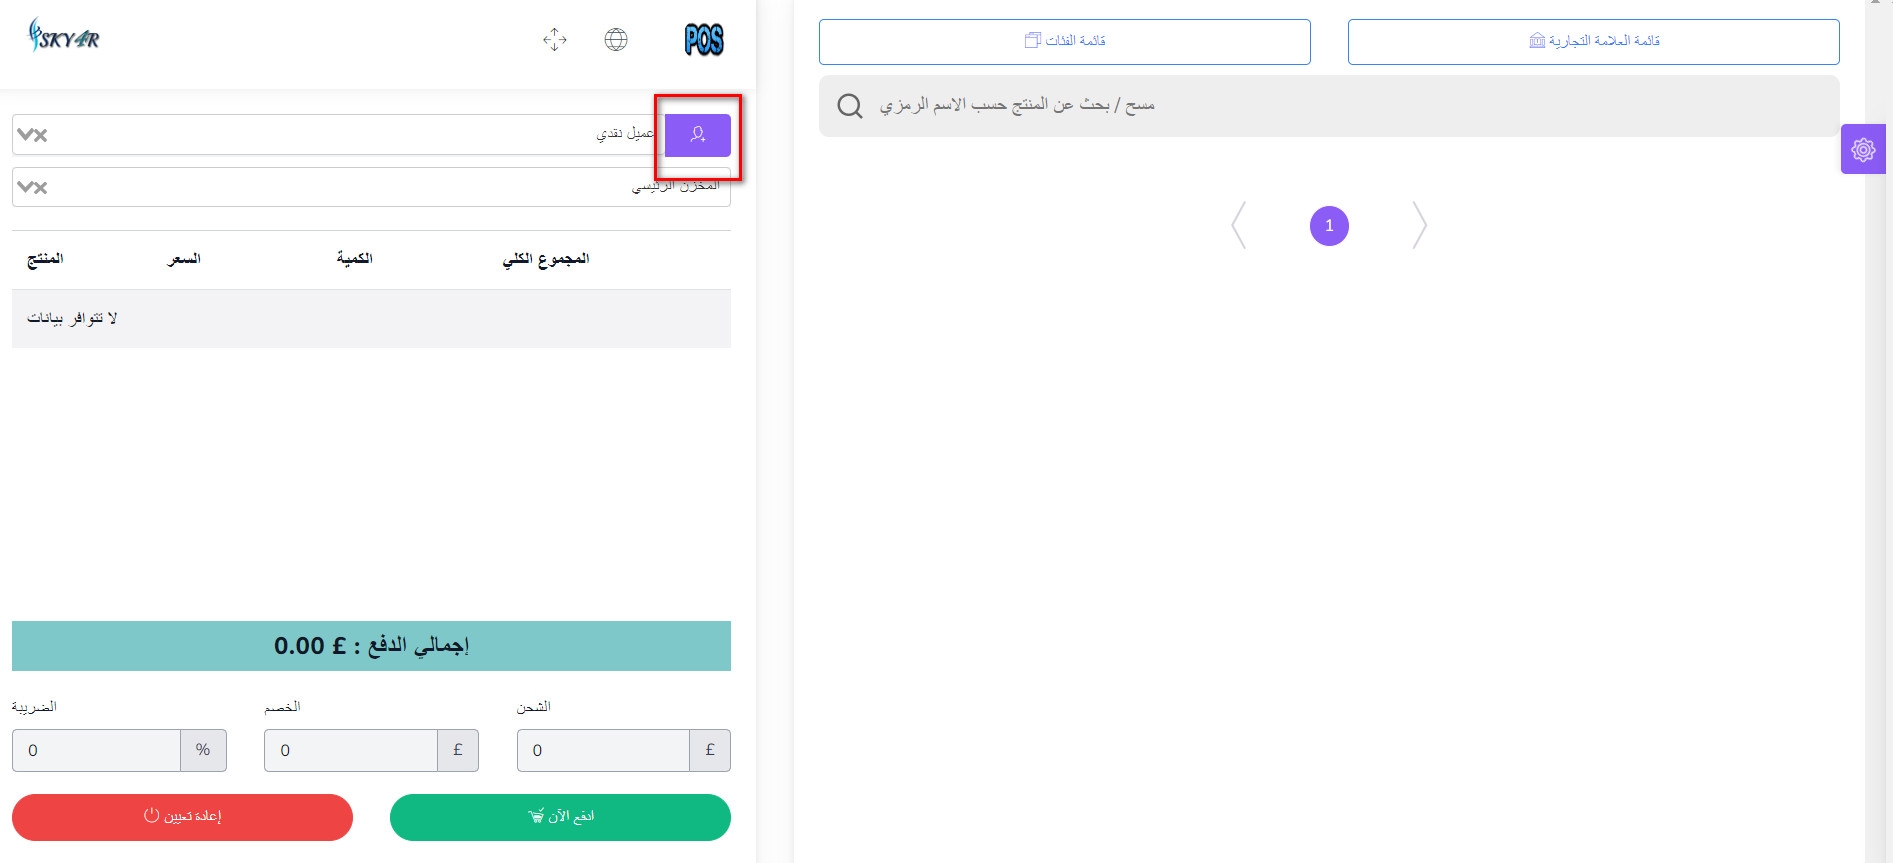 SKY4R
POS
عميل نقدي
المخزن الرئيسي
المنتج
السعر
الكمية
المجموع الكلي
لا تتوافر بيانات
إجمالي الدفع : £ 0.00
الضريبة
الخصم
الشحن
0 %
0 £
0 £
إعادة تعيين
ادفع الآن
قائمة الفئات
قائمة العلامة التجارية
مسح / بحث عن المنتج حسب الاسم الرمزي
1